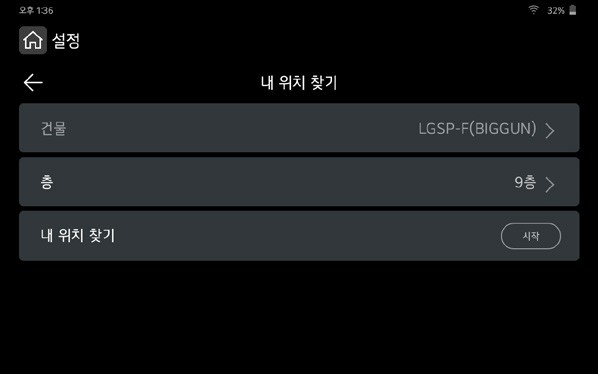 오후 1:36 32%
설정
내 위치 찾기
건물 LGSP-F(BIGGUN)
층 9층
내 위치 찾기 시작